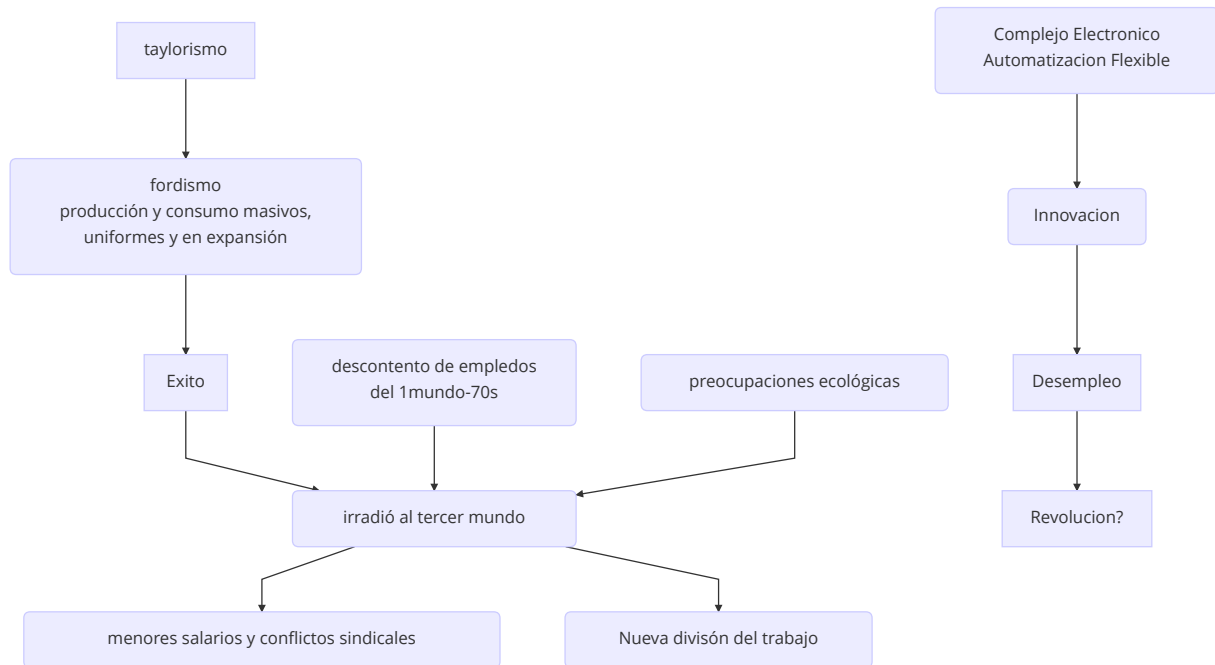 taylorismo
Complejo Electronico
Automatizacion Flexible
fordismo
producción y consumo masivos,
uniformes y en expansión
Innovacion
Exito
descontento de empledos
del 1mundo-70s
preocupaciones ecológicas
Desempleo
irradió al tercer mundo
Revolucion?
menores salarios y conflictos sindicales
Nueva divisón del trabajo